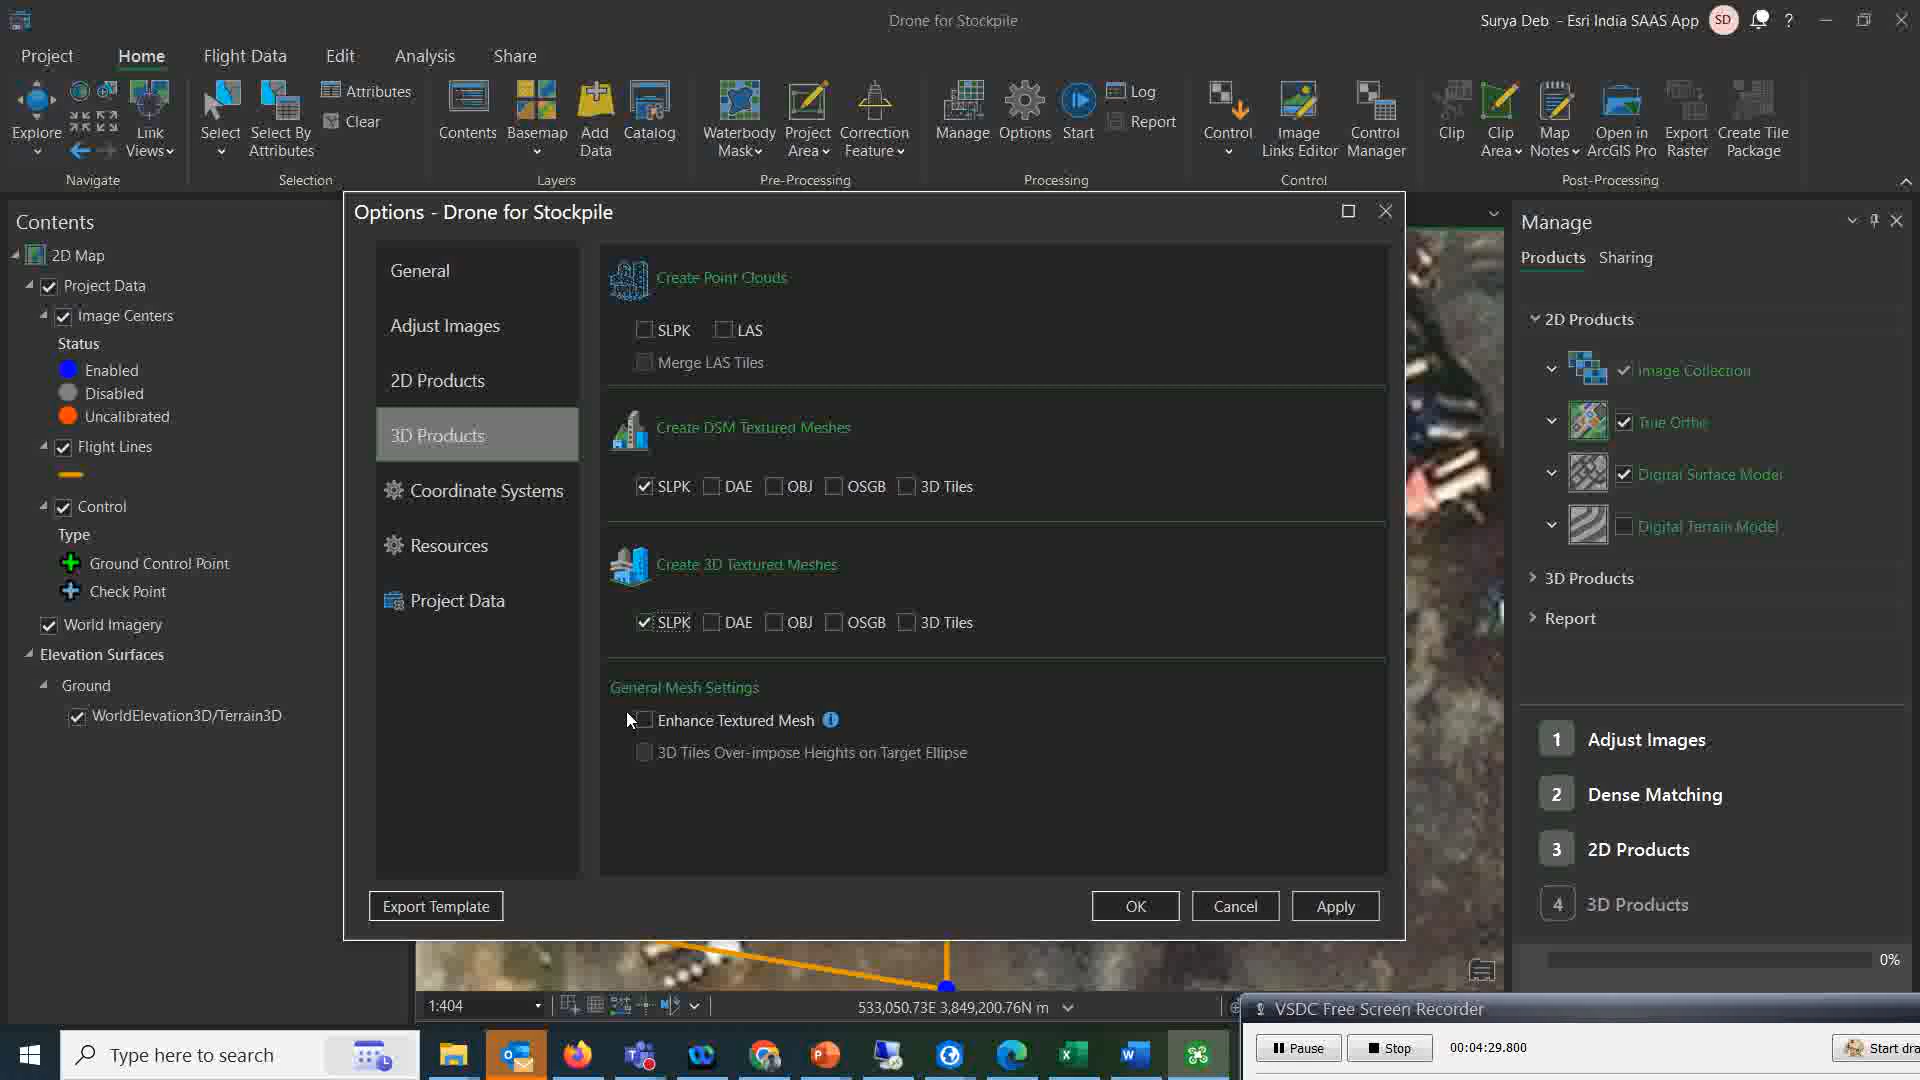 Drone for Stockpile
Surya Deb - Esri India SAAS App SD ?
Project Home Flight Data Edit Analysis Share
Explore
Link Views
Navigate
Select
Select By Attributes
Attributes
Clear
Selection
Contents
Basemap
Add Data
Catalog
Layers
Waterbody Mask
Project Area
Correction Feature
Pre-Processing
Manage
Options
Start
Log
Report
Processing
Control
Image Links Editor
Control Manager
Control
Clip
Clip Area
Map Notes
Open in ArcGIS Pro
Export Raster
Create Tile Package
Post-Processing
Contents
2D Map
Project Data
Image Centers
Status
Enabled
Disabled
Uncalibrated
Flight Lines
Control
Type
Ground Control Point
Check Point
World Imagery
Elevation Surfaces
Ground
WorldElevation3D/Terrain3D
Options - Drone for Stockpile
General
Adjust Images
2D Products
3D Products
Coordinate Systems
Resources
Project Data
Create Point Clouds
SLPK LAS
Merge LAS Tiles
Create DSM Textured Meshes
SLPK DAE OBJ OSGB 3D Tiles
Create 3D Textured Meshes
SLPK DAE OBJ OSGB 3D Tiles
General Mesh Settings
Enhance Textured Mesh
3D Tiles Over-impose Heights on Target Ellipse
Export Template
OK Cancel Apply
Manage
Products Sharing
2D Products
Image Collection
True Ortho
Digital Surface Model
Digital Terrain Model
3D Products
Report
1 Adjust Images
2 Dense Matching
3 2D Products
4 3D Products
0%
1:404
533,050.73E 3,849,200.76N m
VSDC Free Screen Recorder
Pause Stop 00:04:29.800 Start dra
Type here to search